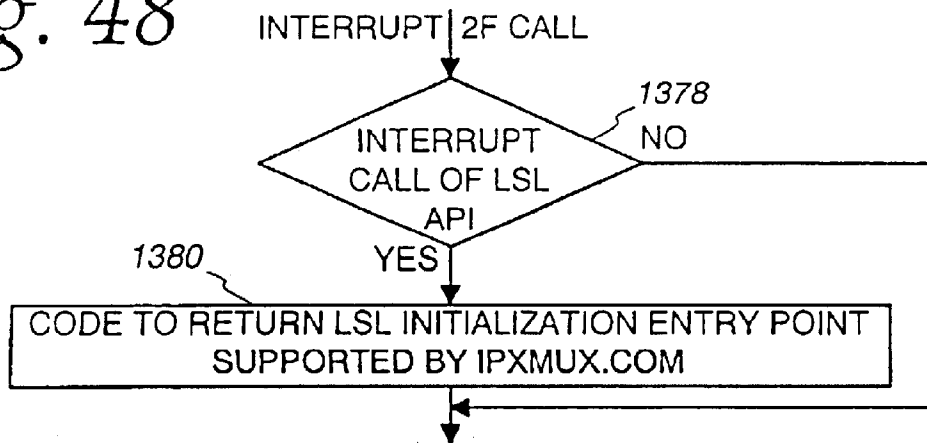 g. 48
INTERRUPT 2F CALL
1378
INTERRUPT
CALL OF LSL
API
NO
YES
1380
CODE TO RETURN LSL INITIALIZATION ENTRY POINT
SUPPORTED BY IPXMUX.COM